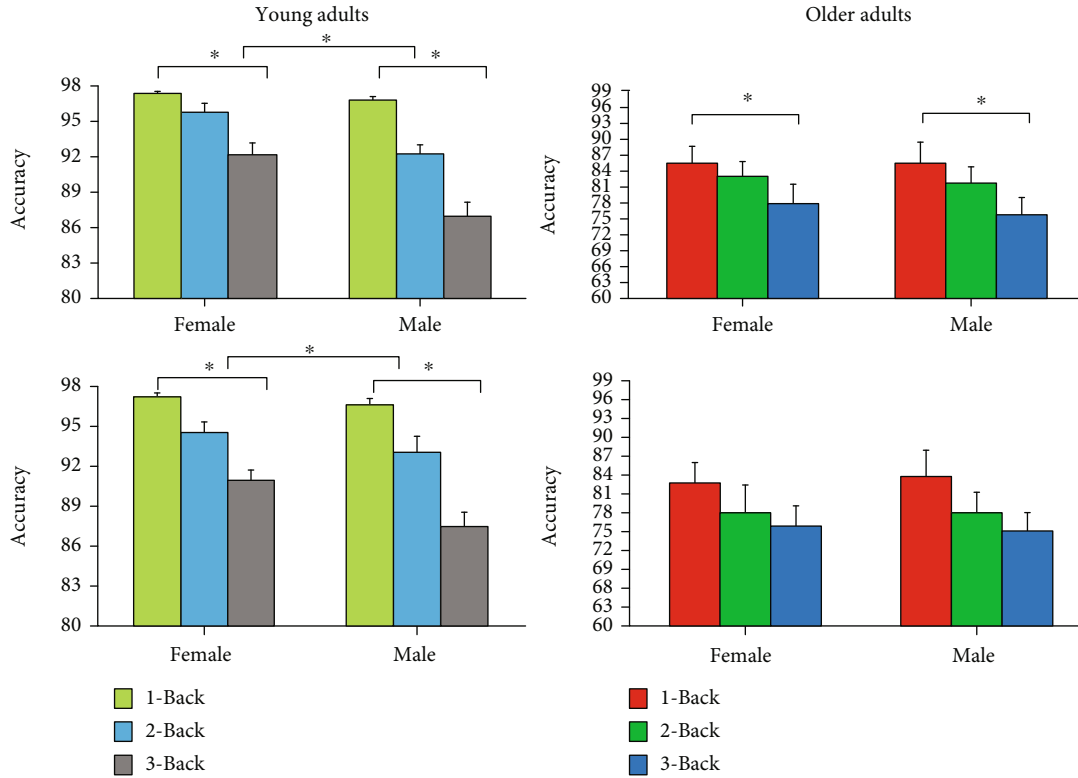 Young adults
Older adults
*
*
*
98
95
92
89
86
83
80
Accuracy
Female
Male
*
*
99
96
93
90
87
84
81
78
75
72
69
66
63
60
Accuracy
Female
Male
*
*
*
98
95
92
89
86
83
80
Accuracy
Female
Male
99
96
93
90
87
84
81
78
75
72
69
68
63
60
Accuracy
Female
Male
1-Back
2-Back
3-Back
1-Back
2-Back
3-Back